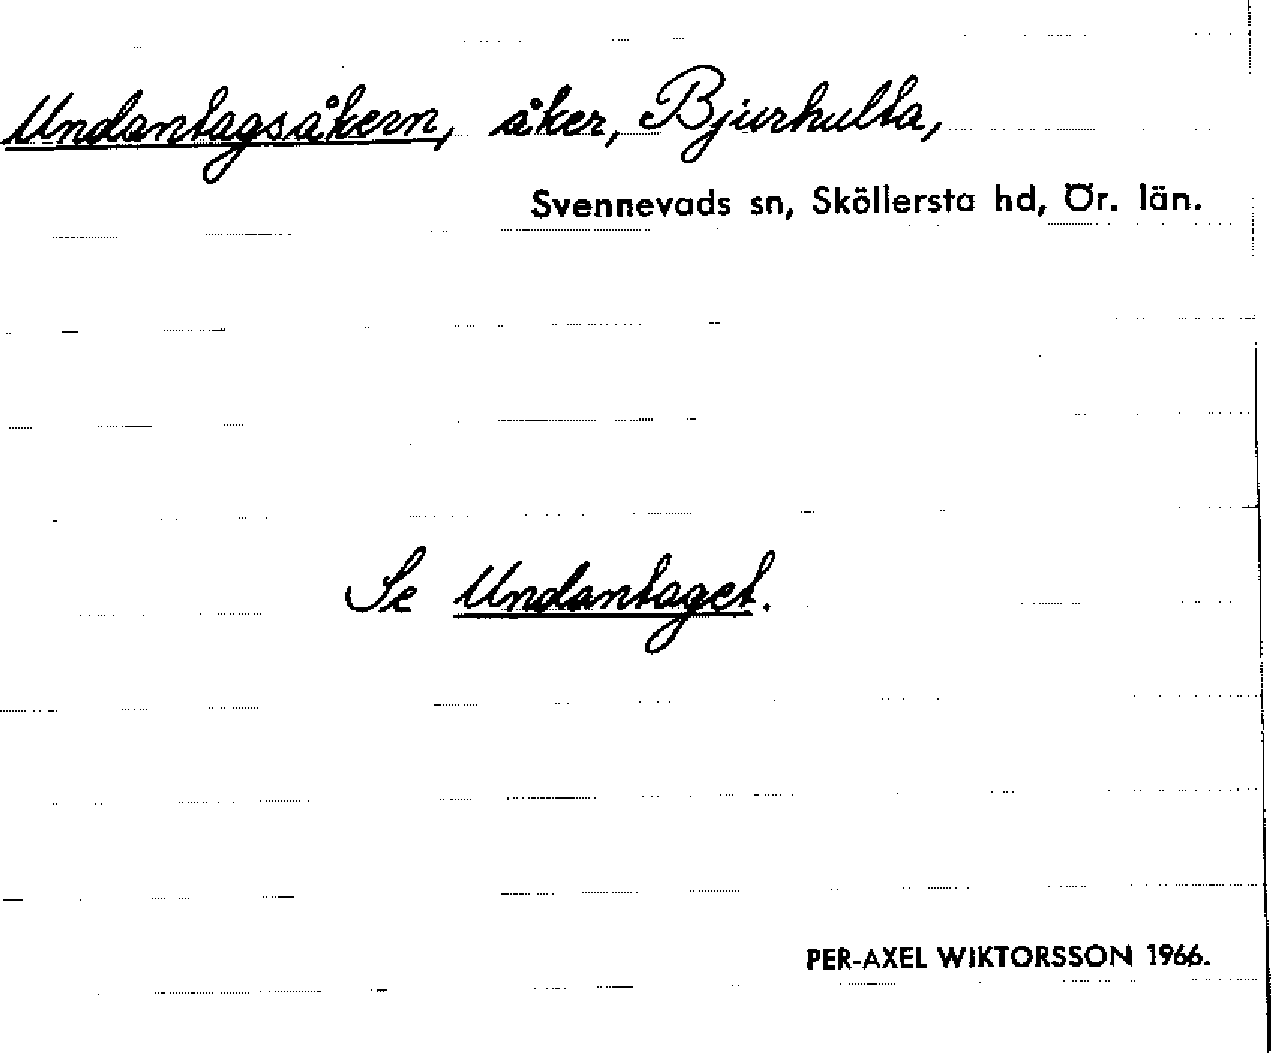 Undantagsåkern, åker, Bjurhulta,
Svennevads sn, Sköllersta hd, Ör. län.
Se Undantaget.
PER-AXEL WIKTORSSON 1966.